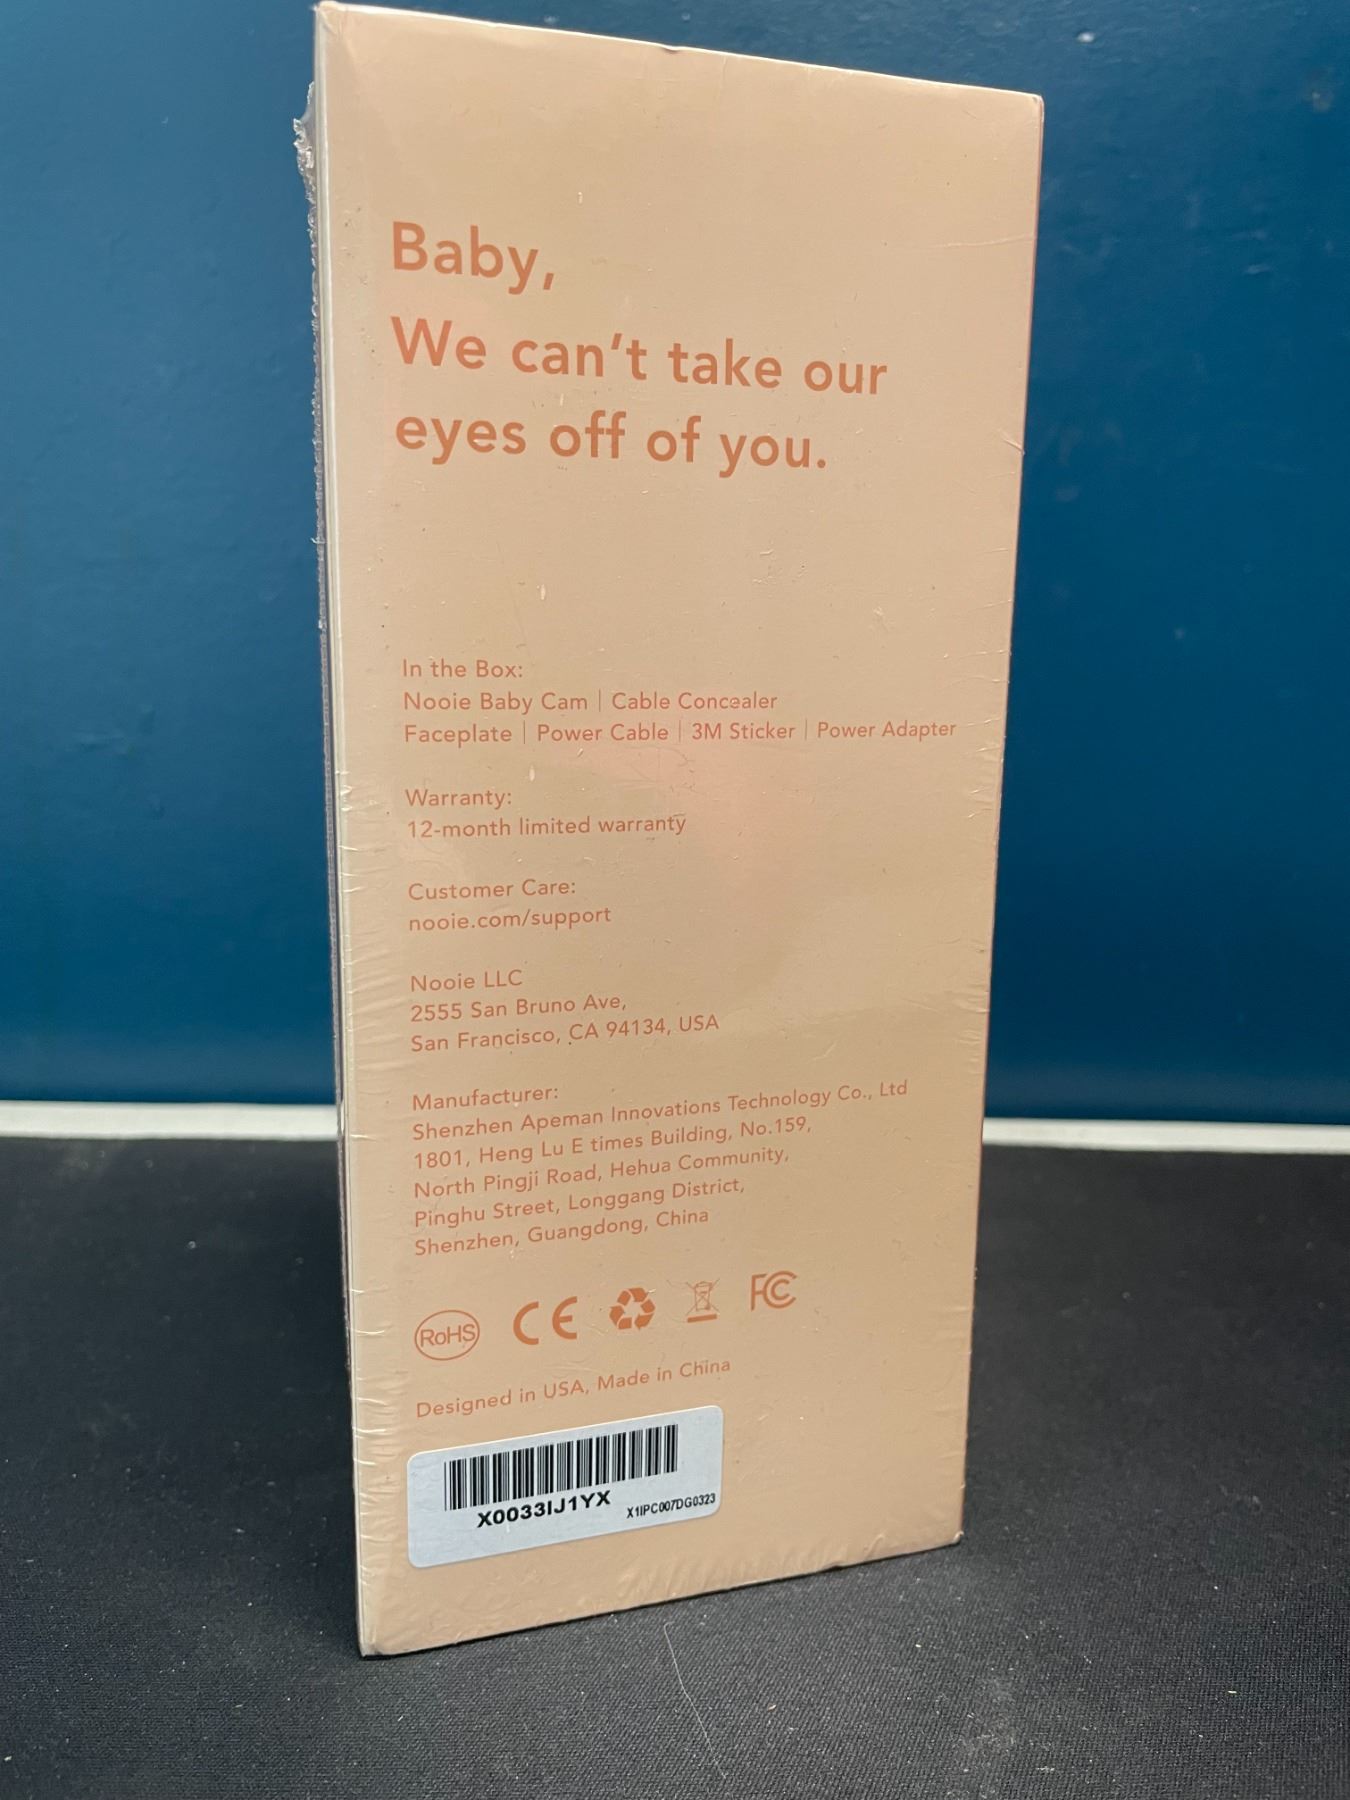 Baby,
We can't take our
eyes off of you.
In the Box:
Nooie Baby Cam | Cable Concealer
Faceplate | Power Cable | 3M Sticker | Power Adapter
Warranty:
12-month limited warranty
Customer Care:
nooie.com/support
Nooie LLC
2555 San Bruno Ave,
San Francisco, CA 94134, USA
Manufacturer:
Shenzhen Apeman Innovations Technology Co., Ltd
1801, Heng Lu E times Building, No.159,
North Pingji Road, Hehua Community,
Pinghu Street, Longgang District,
Shenzhen, Guangdong, China
RoHS CE FC
Designed in USA, Made in China
X0033IJ1YX X1IPC007DG0323